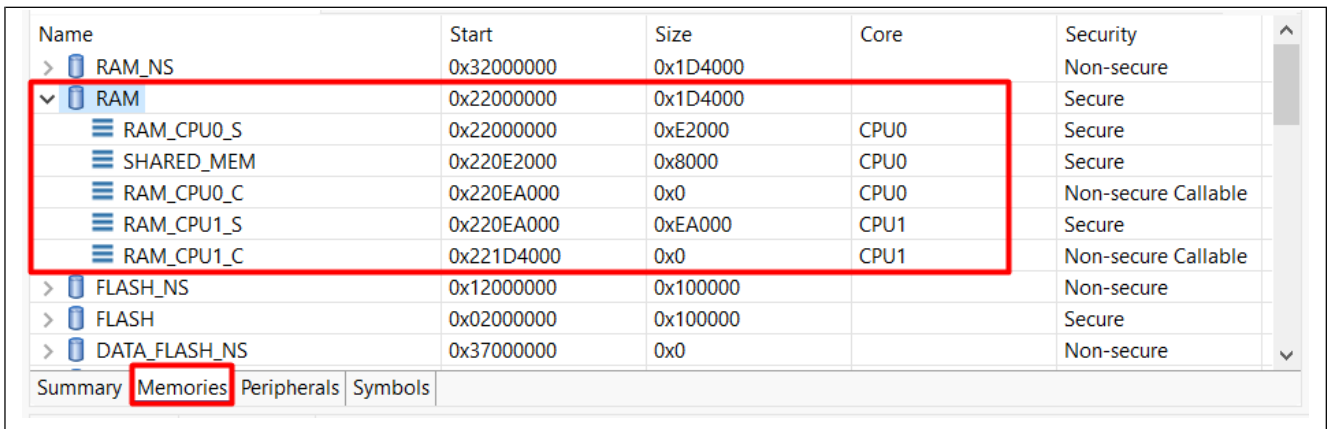 Name Start Size Core Security
RAM_NS 0x32000000 0x1D4000 Non-secure
RAM 0x22000000 0x1D4000 Secure
RAM_CPU0_S 0x22000000 0xE2000 CPU0 Secure
SHARED_MEM 0x220E2000 0x8000 CPU0 Secure
RAM_CPU0_C 0x220EA000 0x0 CPU0 Non-secure Callable
RAM_CPU1_S 0x220EA000 0xEA000 CPU1 Secure
RAM_CPU1_C 0x221D4000 0x0 CPU1 Non-secure Callable
FLASH_NS 0x12000000 0x100000 Non-secure
FLASH 0x02000000 0x100000 Secure
DATA_FLASH_NS 0x37000000 0x0 Non-secure
Summary Memories Peripherals Symbols